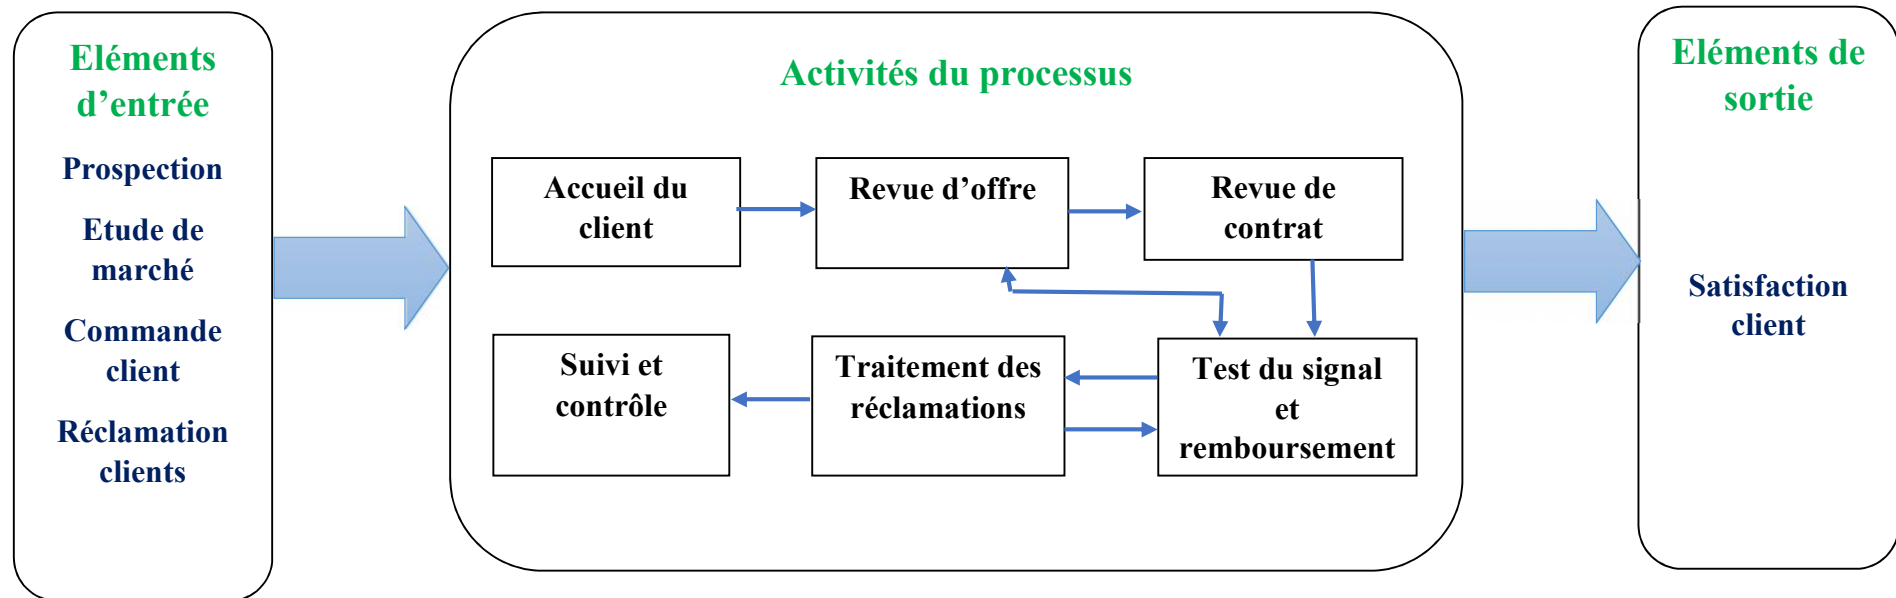 Eléments
d’entrée
Prospection
Etude de
marché
Commande
client
Réclamation
clients
Activités du processus
Accueil du
client
Revue d’offre
Revue de
contrat
Suivi et
contrôle
Traitement des
réclamations
Test du signal
et
remboursement
Eléments de
sortie
Satisfaction
client